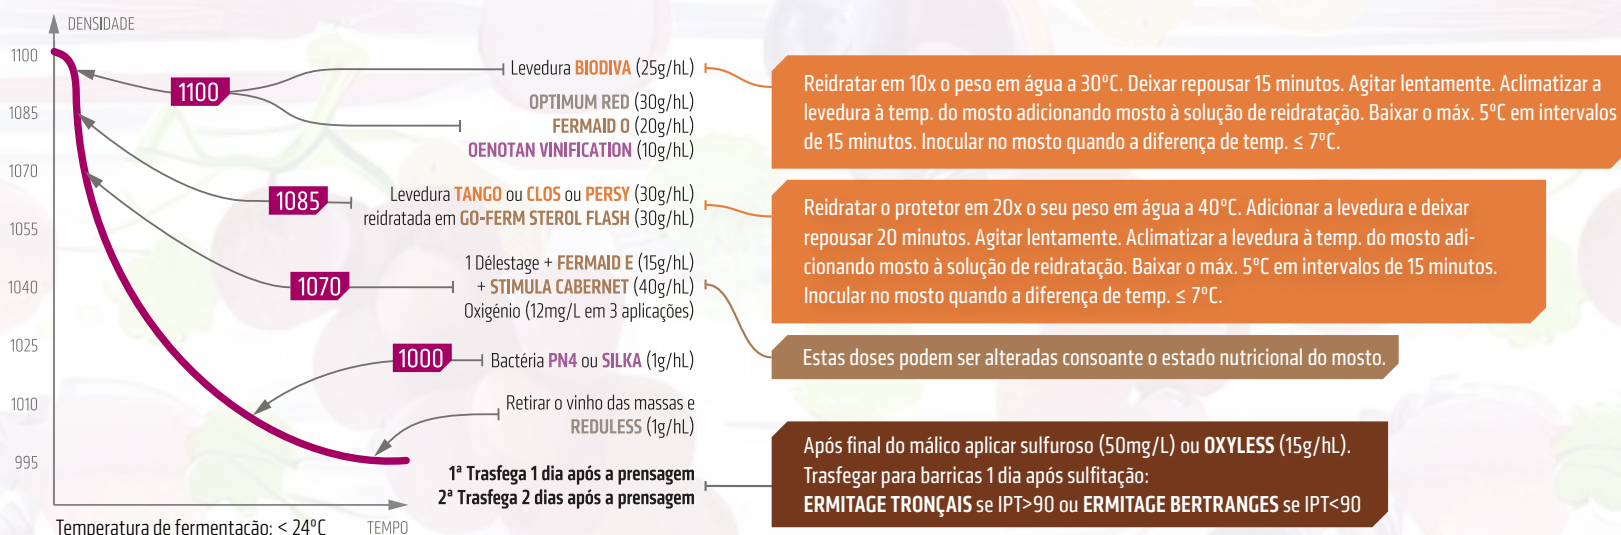 DENSIDADE
1100
1085
1070
1055
1040
1025
1010
995
1100
Levedura BIODIVA (25g/hL)
OPTIMUM RED (30g/hL)
FERMAID O (20g/hL)
OENOTAN VINIFICATION (10g/hL)
1085
Levedura TANGO ou CLOS ou PERSY (30g/hL)
reidratada em GO-FERM STEROL FLASH (30g/hL)
1070
1 Délestage + FERMAID E (15g/hL)
+ STIMULA CABERNET (40g/hL)
Oxigénio (12mg/L em 3 aplicações)
1000
Bactéria PN4 ou SILKA (1g/hL)
Retirar o vinho das massas e
REDULESS (1g/hL)
1ª Trasfega 1 dia após a prensagem
2ª Trasfega 2 dias após a prensagem
Temperatura de fermentação: < 24ºC
TEMPO
Reidratar em 10x o peso em água a 30ºC. Deixar repousar 15 minutos. Agitar lentamente. Aclimatizar a
levedura à temp. do mosto adicionando mosto à solução de reidratação. Baixar o máx. 5ºC em intervalos
de 15 minutos. Inocular no mosto quando a diferença de temp. ≤ 7ºC.
Reidratar o protetor em 20x o seu peso em água a 40ºC. Adicionar a levedura e deixar
repousar 20 minutos. Agitar lentamente. Aclimatizar a levedura à temp. do mosto adi-
cionando mosto à solução de reidratação. Baixar o máx. 5ºC em intervalos de 15 minutos.
Inocular no mosto quando a diferença de temp. ≤ 7ºC.
Estas doses podem ser alteradas consoante o estado nutricional do mosto.
Após final do málico aplicar sulfuroso (50mg/L) ou OXYLESS (15g/hL).
Trasfegar para barricas 1 dia após sulfitação:
ERMITAGE TRONÇAIS se IPT>90 ou ERMITAGE BERTRANGES se IPT<90